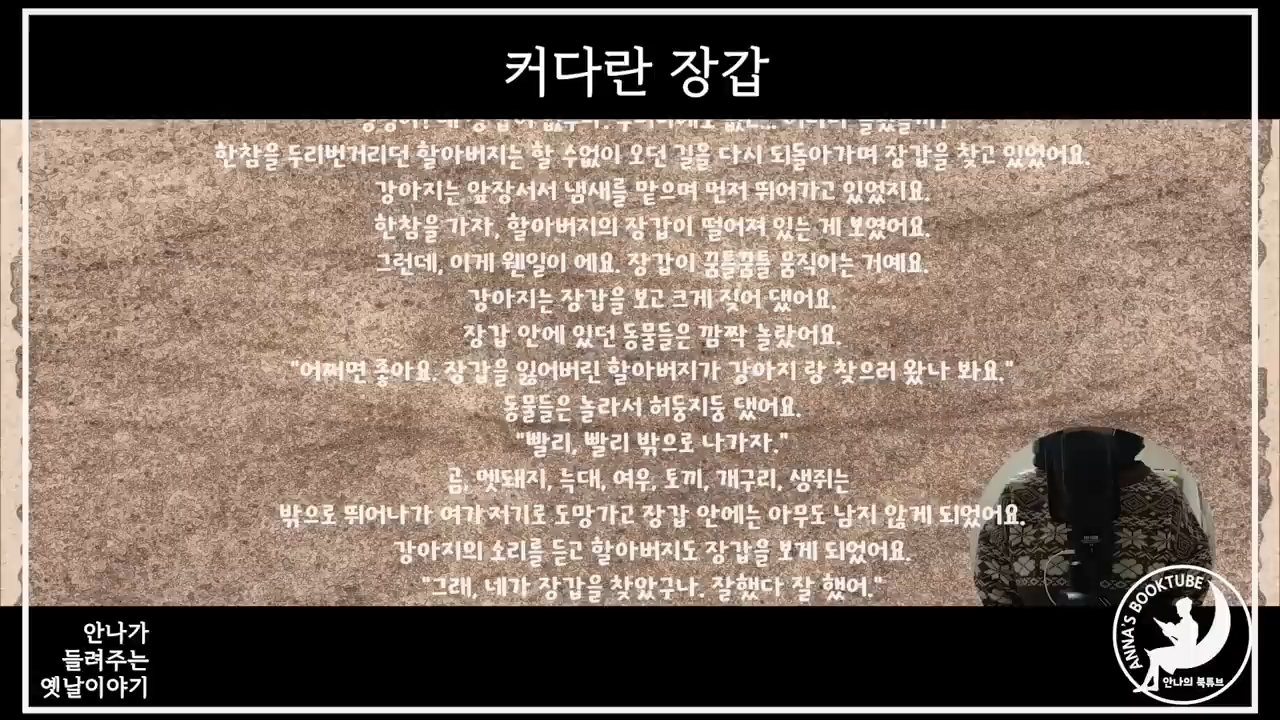 커다란 장갑
한참을 두리번거리던 할아버지는 할 수없이 오던 길을 다시 되돌아가며 장갑을 찾고 있었어요.
강아지는 앞장서서 냄새를 맡으며 먼저 뛰어가고 있었지요.
한참을 가자, 할아버지의 장갑이 떨어져 있는 게 보였어요.
그런데, 이게 웬일이 에요. 장갑이 꿈틀꿈틀 움직이는 거예요.
강아지는 장갑을 보고 크게 짖어 댔어요.
장갑 안에 있던 동물들은 깜짝 놀랐어요.
"어쩌면 좋아요. 장갑을 잃어버린 할아버지가 강아지 랑 찾으러 왔나 봐요."
동물들은 놀라서 허둥지둥 댔어요.
"빨리, 빨리 밖으로 나가자."
곰, 멧돼지, 늑대, 여우, 토끼, 개구리, 생쥐는
밖으로 뛰어나가 여기저기로 도망가고 장갑 안에는 아무도 남지 않게 되었어요.
강아지의 소리를 듣고 할아버지도 장갑을 보게 되었어요.
"그래, 네가 장갑을 찾았구나. 잘했다 잘 했어."
안나가
들려주는
옛날이야기
ANNA'S BOOKTUBE
안나의 북튜브